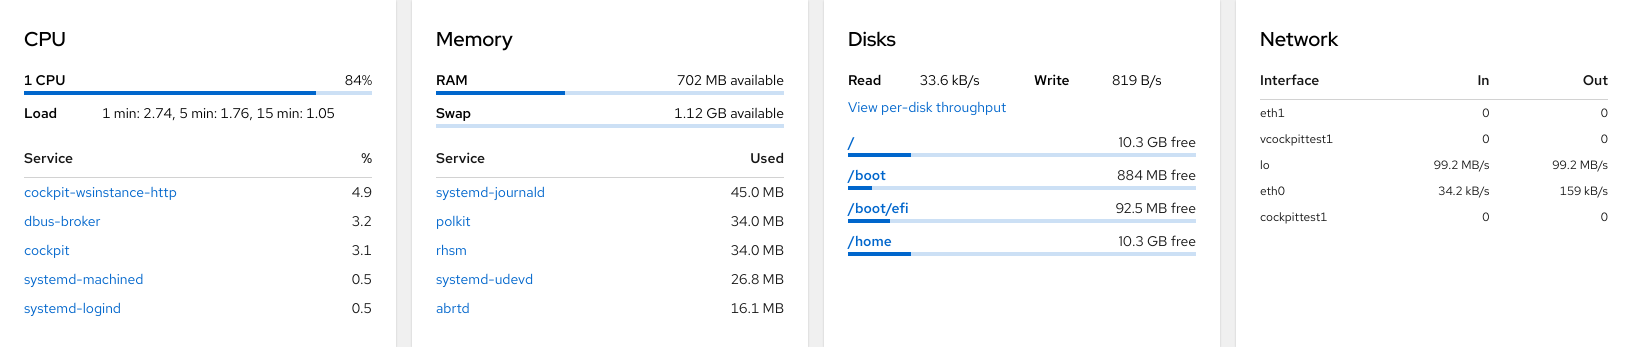 CPU
1 CPU 84%
Load 1 min: 2.74, 5 min: 1.76, 15 min: 1.05
Service %
cockpit-wsinstance-http 4.9
dbus-broker 3.2
cockpit 3.1
systemd-machined 0.5
systemd-logind 0.5
Memory
RAM 702 MB available
Swap 1.12 GB available
Service Used
systemd-journald 45.0 MB
polkit 34.0 MB
rhsm 34.0 MB
systemd-udevd 26.8 MB
abrtd 16.1 MB
Disks
Read 33.6 kB/s Write 819 B/s
View per-disk throughput
/ 10.3 GB free
/boot 884 MB free
/boot/efi 92.5 MB free
/home 10.3 GB free
Network
Interface In Out
eth1 0 0
vcockpittest1 0 0
lo 99.2 MB/s 99.2 MB/s
eth0 34.2 kB/s 159 kB/s
cockpittest1 0 0